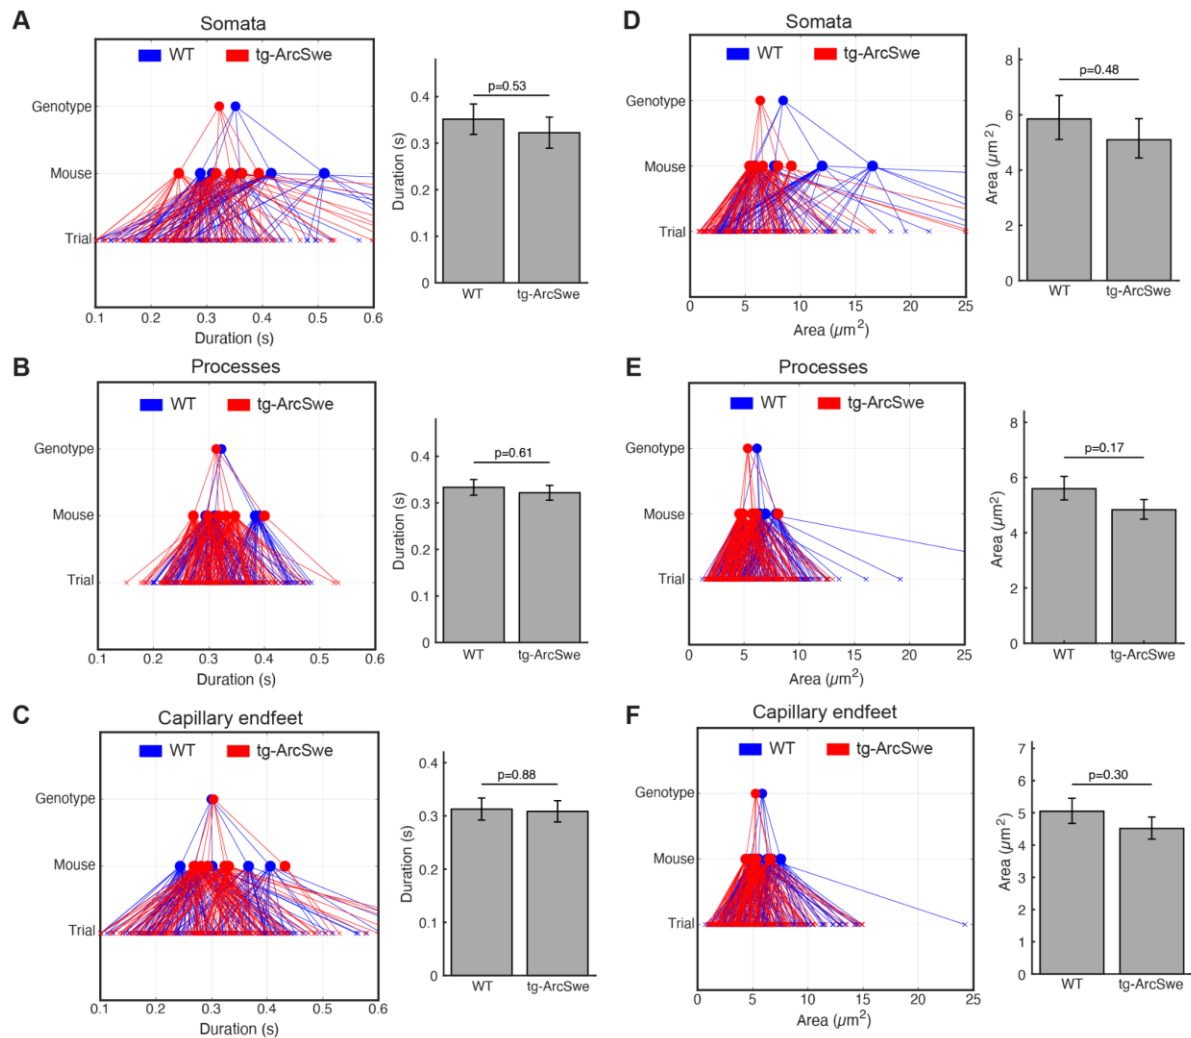 A
Somata
WT
tg-ArcSwe
Genotype
Mouse
Trial
0.1 0.2 0.3 0.4 0.5 0.6
Duration (s)
p=0.53
0.4
0.3
0.2
0.1
0
Duration (s)
WT tg-ArcSwe
D
Somata
WT
tg-ArcSwe
Genotype
Mouse
Trial
0 5 10 15 20 25
Area (µm²)
p=0.48
8
6
4
2
0
Area (µm²)
WT tg-ArcSwe
B
Processes
WT
tg-ArcSwe
Genotype
Mouse
Trial
0.1 0.2 0.3 0.4 0.5 0.6
Duration (s)
p=0.61
0.4
0.3
0.2
0.1
0
Duration (s)
WT tg-ArcSwe
E
Processes
WT
tg-ArcSwe
Genotype
Mouse
Trial
0 5 10 15 20 25
Area (µm²)
p=0.17
8
6
4
2
0
Area (µm²)
WT tg-ArcSwe
C
Capillary endfeet
WT
tg-ArcSwe
Genotype
Mouse
Trial
0.1 0.2 0.3 0.4 0.5 0.6
Duration (s)
p=0.88
0.4
0.3
0.2
0.1
0
Duration (s)
WT tg-ArcSwe
F
Capillary endfeet
WT
tg-ArcSwe
Genotype
Mouse
Trial
0 5 10 15 20 25
Area (µm²)
p=0.30
7
6
5
4
3
2
1
0
Area (µm²)
WT tg-ArcSwe